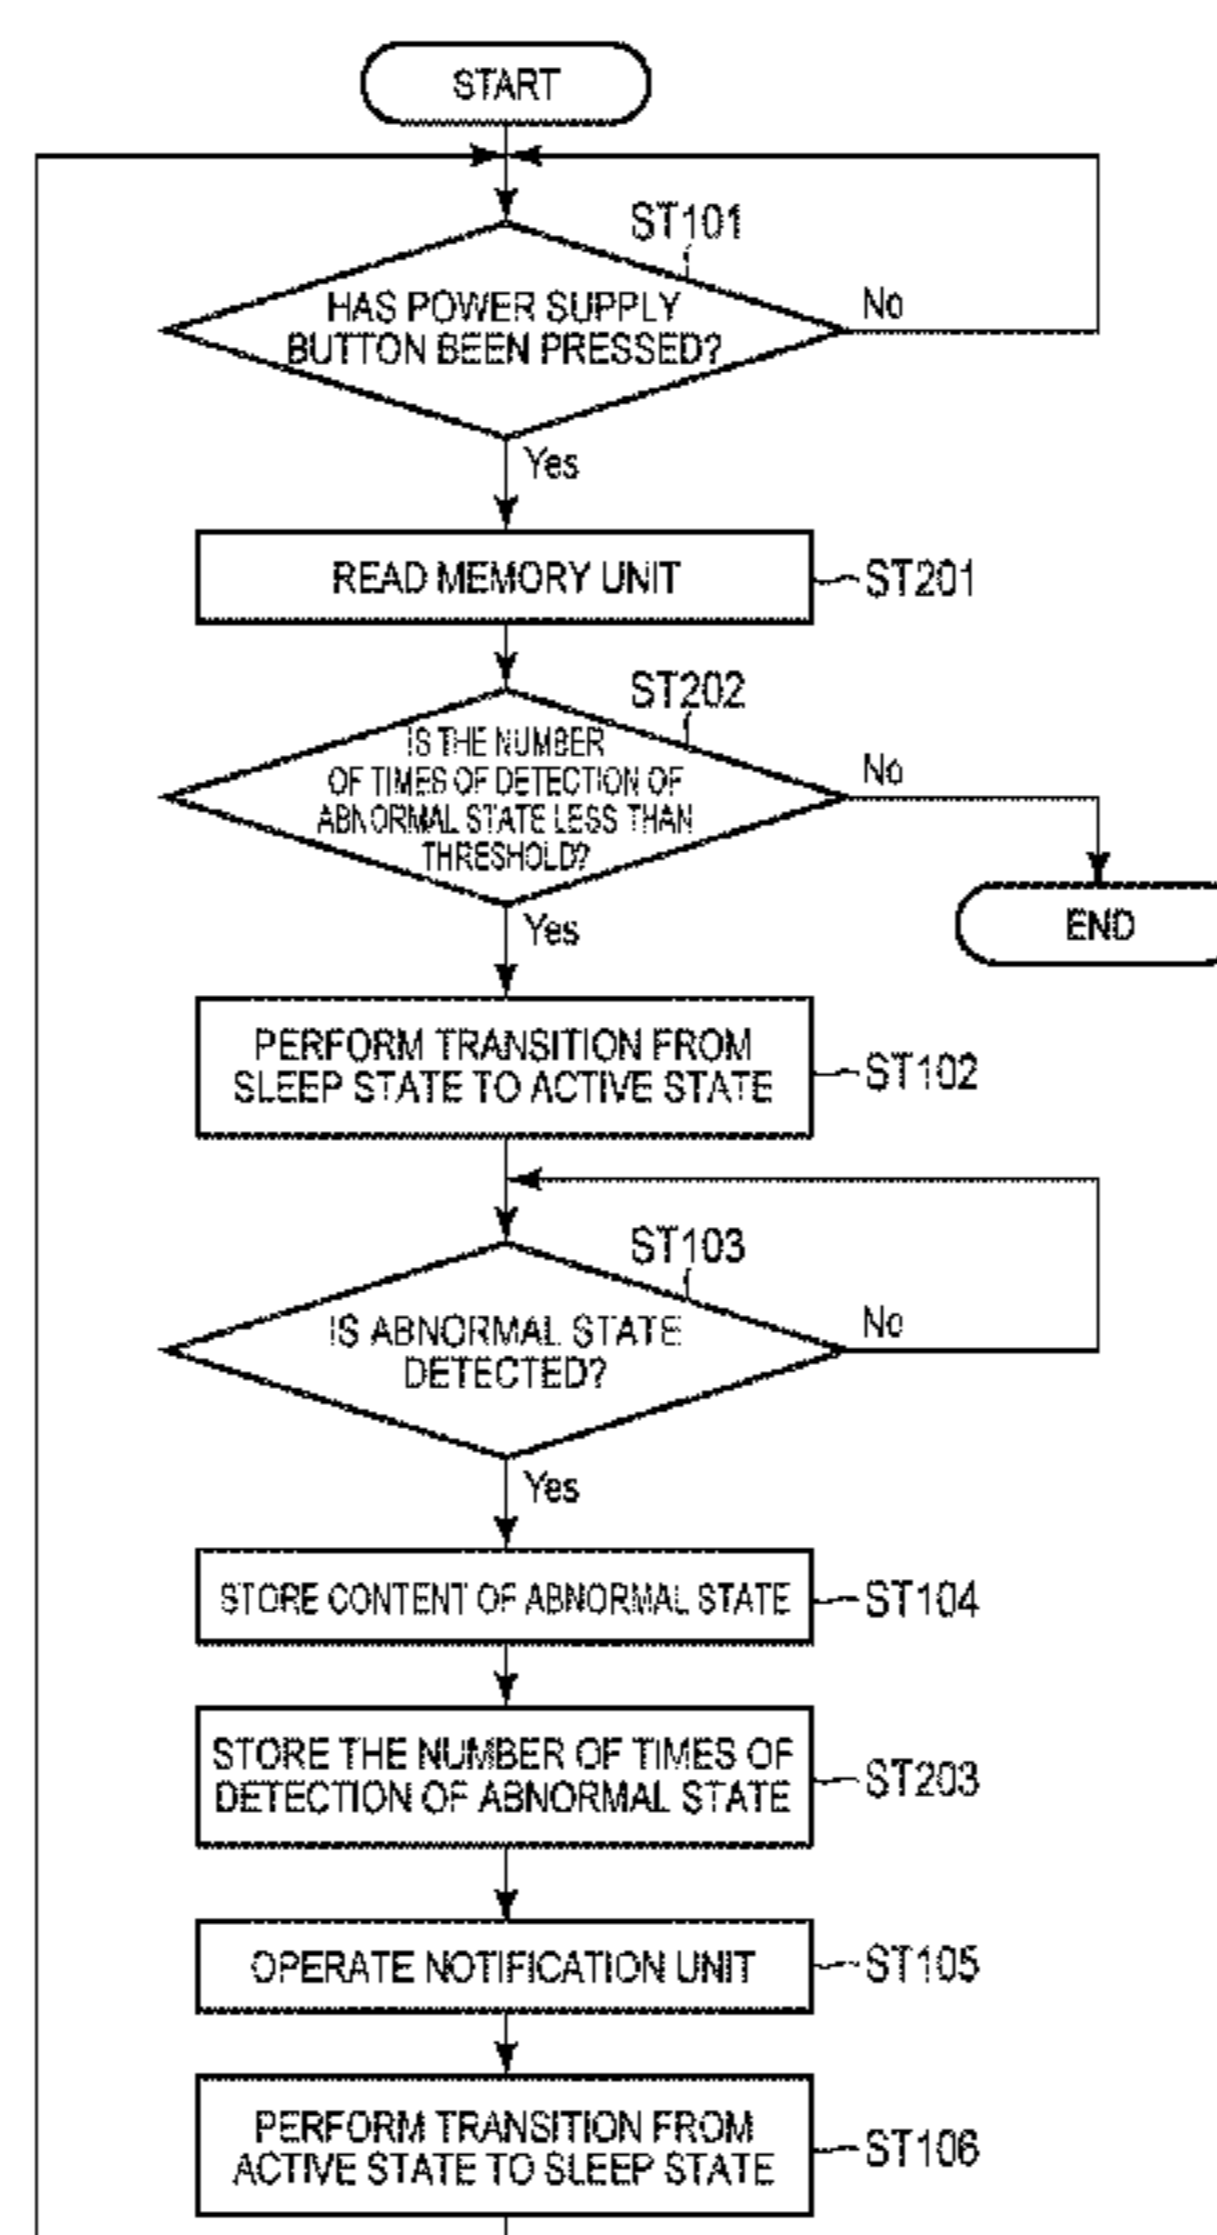 START
ST101
HAS POWER SUPPLY
BUTTON BEEN PRESSED?
No
Yes
READ MEMORY UNIT
ST201
ST202
IS THE NUMBER
OF TIMES OF DETECTION OF
ABNORMAL STATE LESS THAN
THRESHOLD?
No
Yes
END
PERFORM TRANSITION FROM
SLEEP STATE TO ACTIVE STATE
ST102
ST103
IS ABNORMAL STATE
DETECTED?
No
Yes
STORE CONTENT OF ABNORMAL STATE
ST104
STORE THE NUMBER OF TIMES OF
DETECTION OF ABNORMAL STATE
ST203
OPERATE NOTIFICATION UNIT
ST105
PERFORM TRANSITION FROM
ACTIVE STATE TO SLEEP STATE
ST106